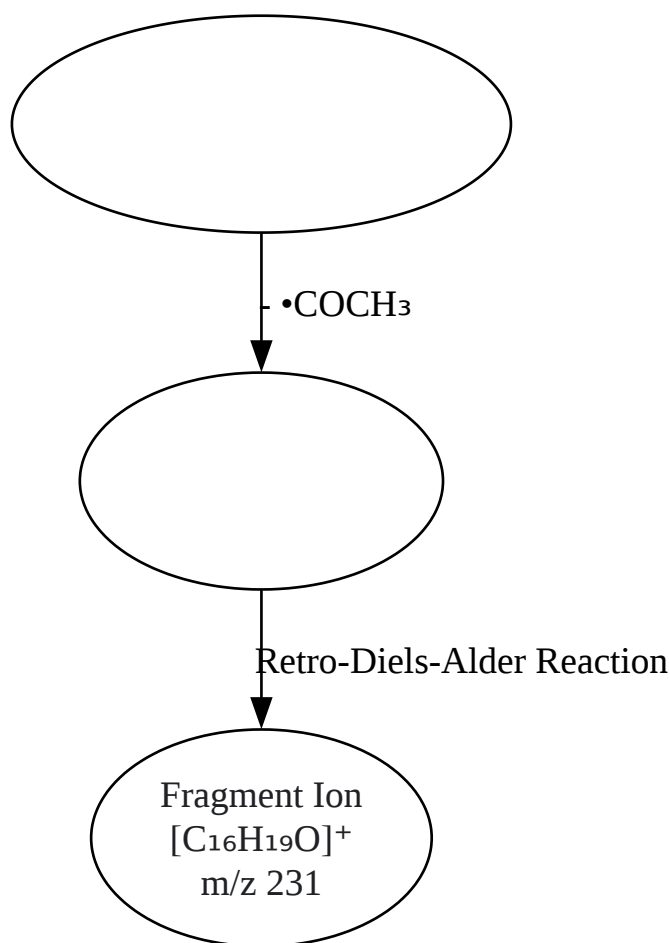 - •COCH₃
Retro-Diels-Alder Reaction
Fragment Ion
[C₁₆H₁₉O]⁺
m/z 231